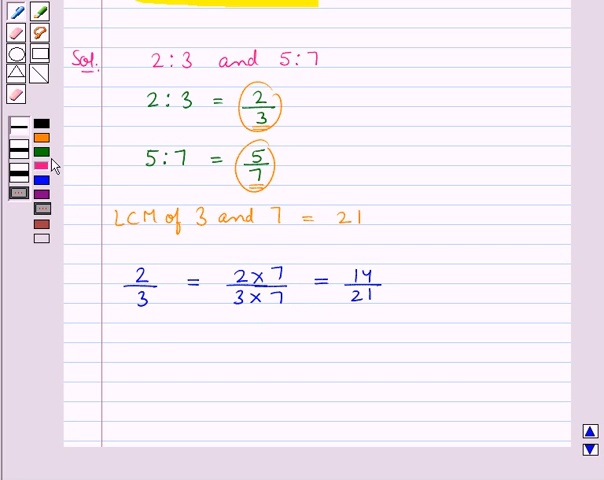 Sol. 2:3 and 5:7
2:3 = 2/3
5:7 = 5/7
LCM of 3 and 7 = 21
2/3 = 2×7/3×7 = 14/21